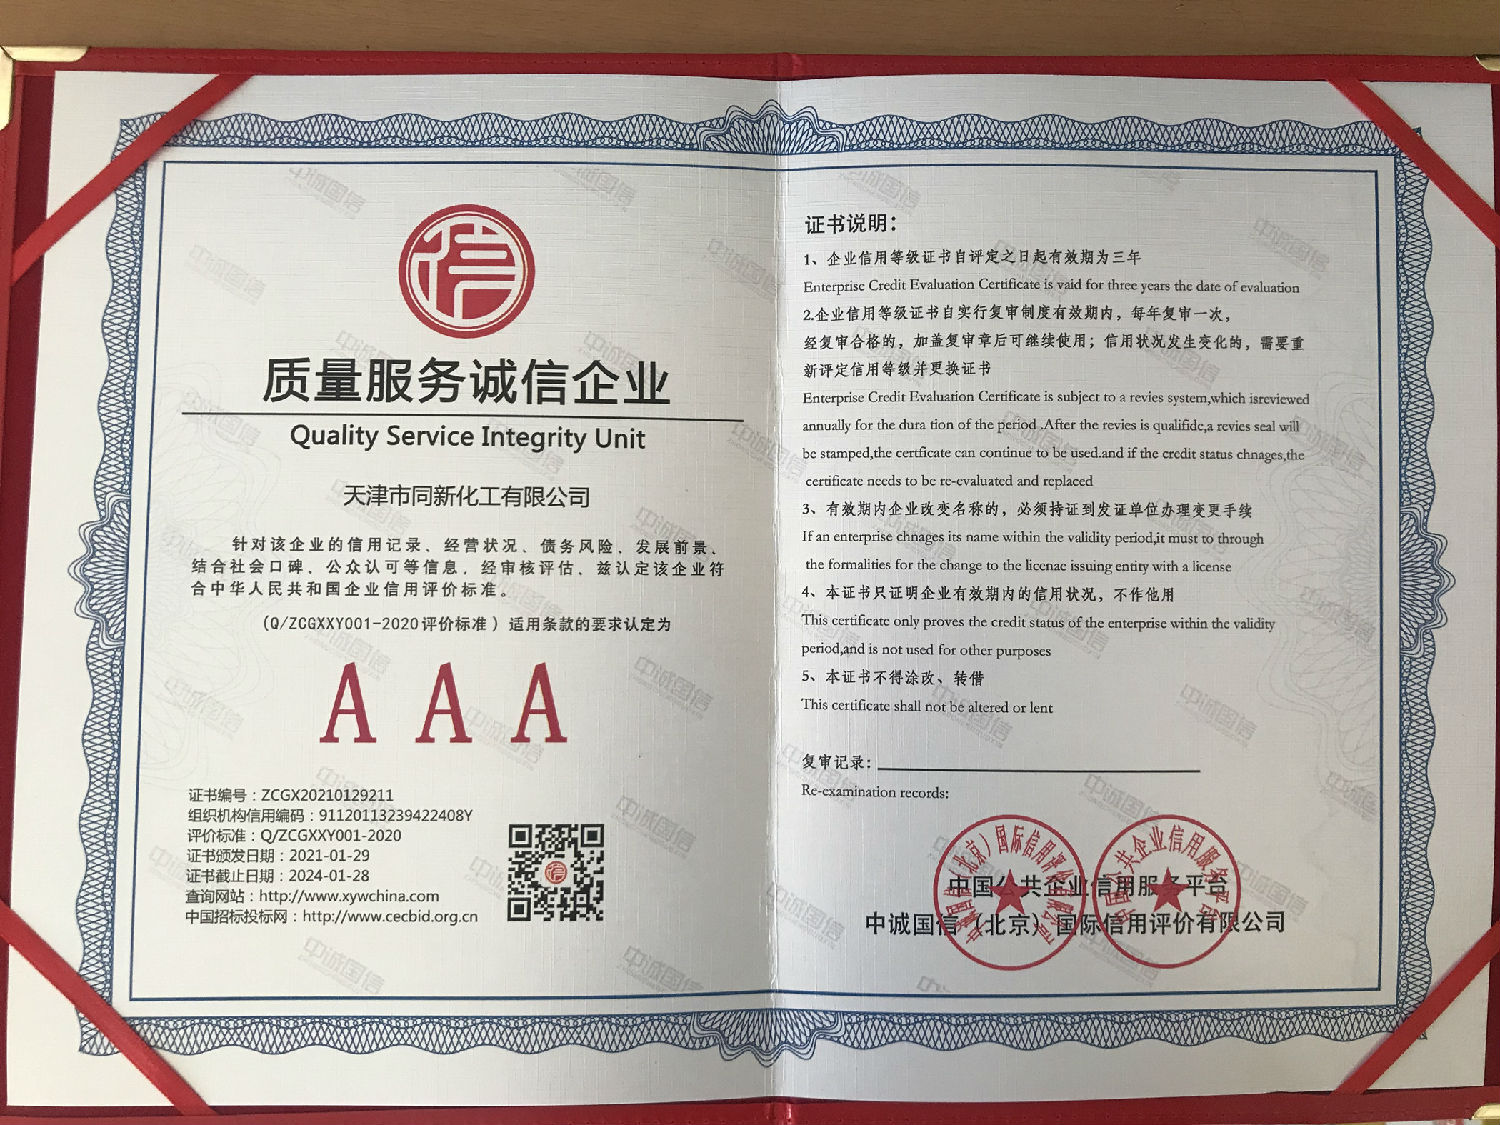 信
质量服务诚信企业
Quality Service Integrity Unit
天津市同新化工有限公司
针对该企业的信用记录、经营状况、债务风险、发展前景、
结合社会口碑、公众认可等信息，经审核评估、兹认定该企业符
合中华人民共和国企业信用评价标准。
（Q/ZCGXXY001-2020评价标准）适用条款的要求认定为
A A A
证书编号：ZCGX20210129211
组织机构信用编码：91120113239422408Y
评价标准：Q/ZCGXXY001-2020
证书颁发日期：2021-01-29
证书截止日期：2024-01-28
查询网站：http://www.xywchina.com
中国招标投标网：http://www.cecbid.org.cn
证书说明：
1、企业信用等级证书自评定之日起有效期为三年
Enterprise Credit Evaluation Certificate is vaid for three years the date of evaluation
2.企业信用等级证书自实行复审制度有效期内，每年复审一次，
经复审合格的，加盖复审章后可继续使用；信用状况发生变化的，需要重
新评定信用等级并更换证书
Enterprise Credit Evaluation Certificate is subject to a revies system,which isreviewed
annually for the dura tion of the period .After the revies is qualifidc,a revies seal will
be stamped,the certficate can continue to be used.and if the credit status chnages,the
certificate needs to be re-evaluated and replaced
3、有效期内企业改变名称的，必须持证到发证单位办理变更手续
If an enterprise chnages its name within the validity period,it must to through
the formalities for the change to the licenae issuing entity with a license
4、本证书只证明企业有效期内的信用状况，不作他用
This certificate only proves the credit status of the enterprise within the validity
period,and is not used for other purposes
5、本证书不得涂改、转借
This certificate shall not be altered or lent
复审记录：
Re-examination records:
中国公共企业信用服务平台
中诚国信（北京）国际信用评价有限公司